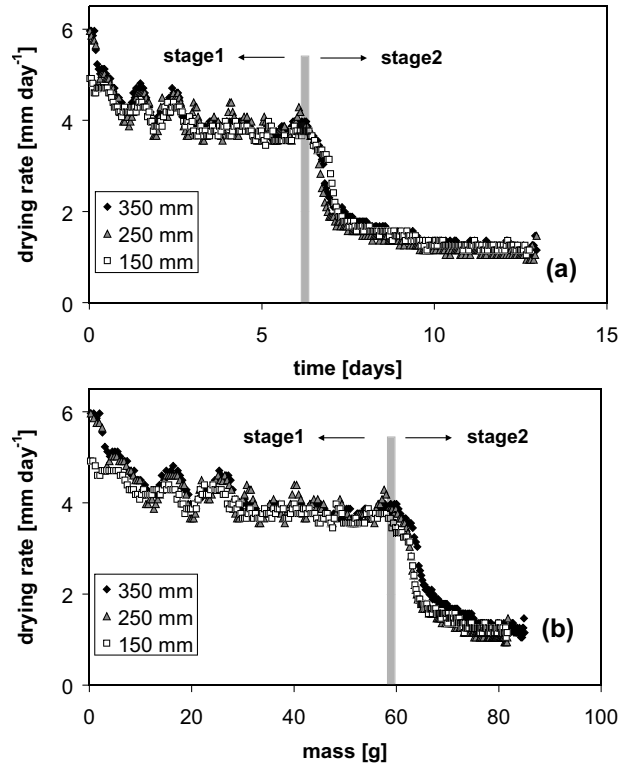 6
stage1
stage2
4
drying rate [mm day-1]
2
350 mm
250 mm
150 mm
(a)
0
0 5 10 15
time [days]
6
stage1
stage2
4
drying rate [mm day-1]
2
350 mm
250 mm
150 mm
(b)
0
0 20 40 60 80 100
mass [g]